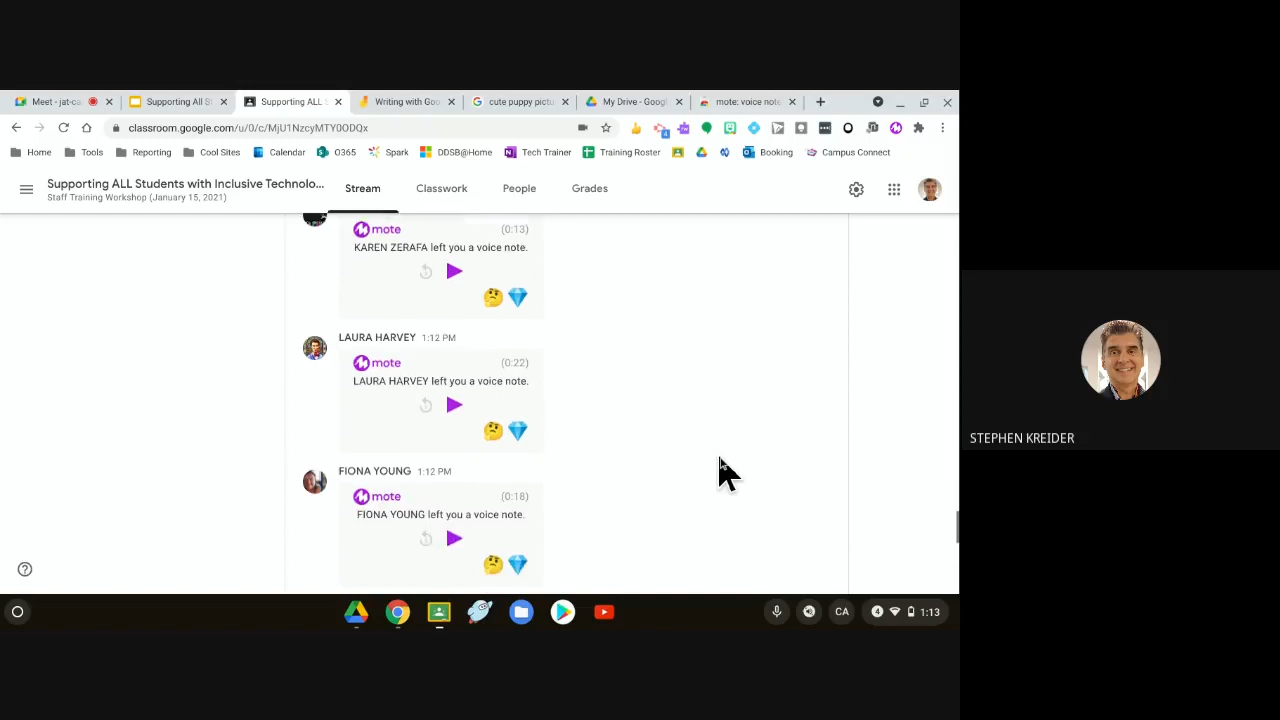 Meet - jat-ca
Supporting All St
Supporting ALL S
Writing with Goo
cute puppy pictu
My Drive - Googl
mote: voice note
classroom.google.com/u/0/c/MjU1NzcyMTY0ODQx
Home
Tools
Reporting
Cool Sites
Calendar
O365
Spark
DDSB@Home
Tech Trainer
Training Roster
Booking
Campus Connect
Supporting ALL Students with Inclusive Technolo...
Staff Training Workshop (January 15, 2021)
Stream
Classwork
People
Grades
mote (0:13)
KAREN ZERAFA left you a voice note.
LAURA HARVEY 1:12 PM
mote (0:22)
LAURA HARVEY left you a voice note.
FIONA YOUNG 1:12 PM
mote (0:18)
FIONA YOUNG left you a voice note.
CA
4
1:13
STEPHEN KREIDER